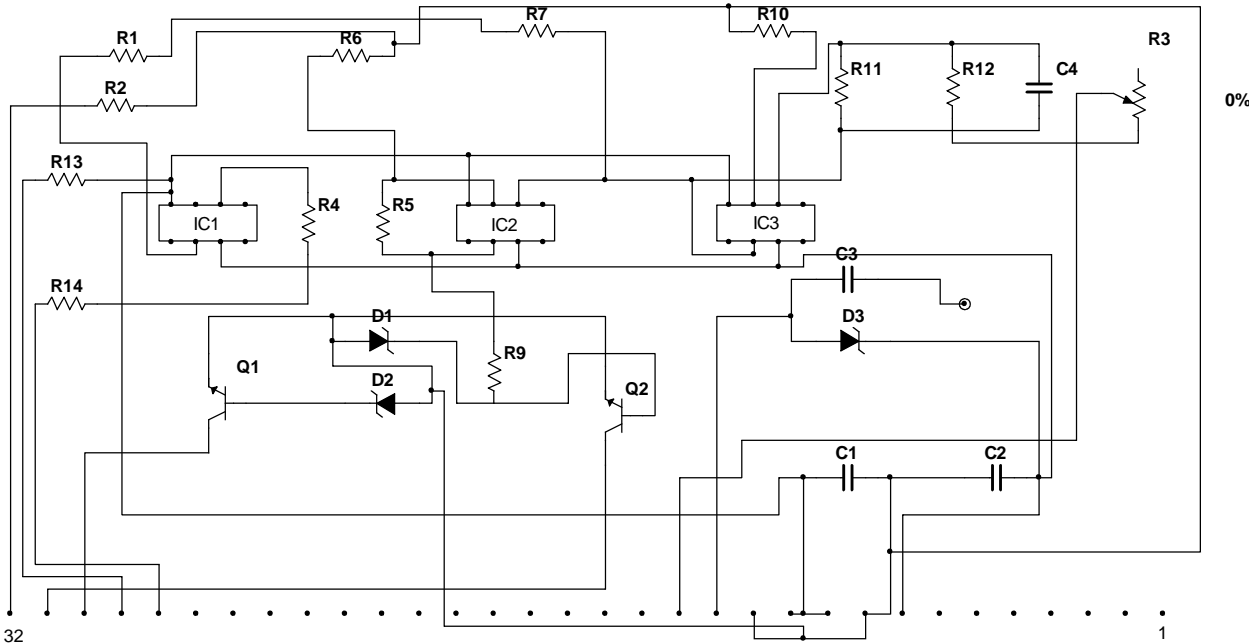 R7
R10
R1
R6
R3
R11
R12
C4
R2
0%
R13
R4
R5
IC1
IC2
IC3
C3
R14
D1
D3
R9
Q1
D2
Q2
C1
C2
32
1